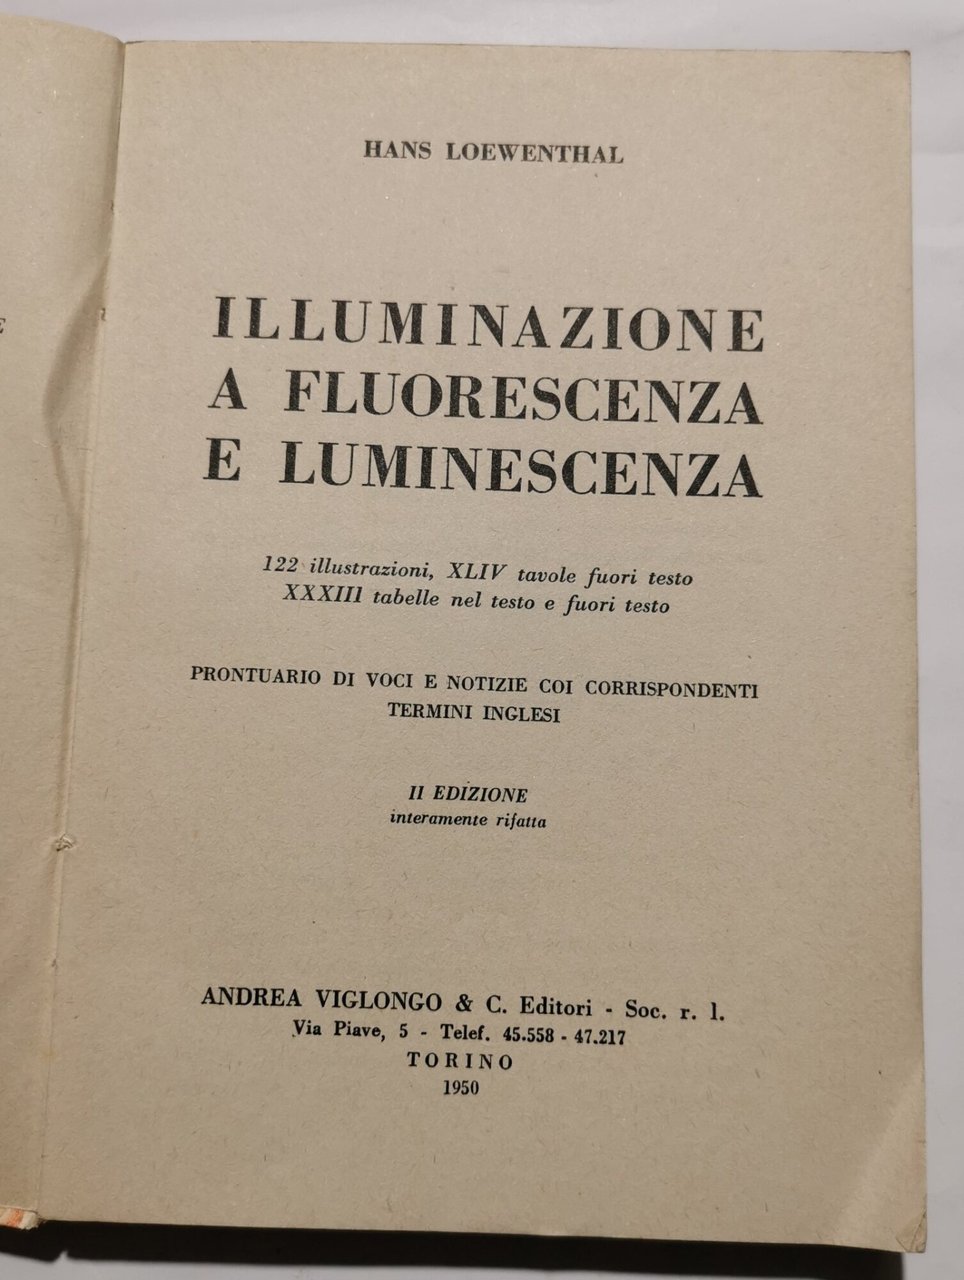 HANS LOEWENTHAL
ILLUMINAZIONE
A FLUORESCENZA
E LUMINESCENZA
122 illustrazioni, XLIV tavole fuori testo
XXXIII tabelle nel testo e fuori testo
PRONTUARIO DI VOCI E NOTIZIE COI CORRISPONDENTI
TERMINI INGLESI
II EDIZIONE
interamente rifatta
ANDREA VIGLONGO & C. Editori - Soc. r. l.
Via Piave, 5 - Telef. 45.558 - 47.217
TORINO
1950